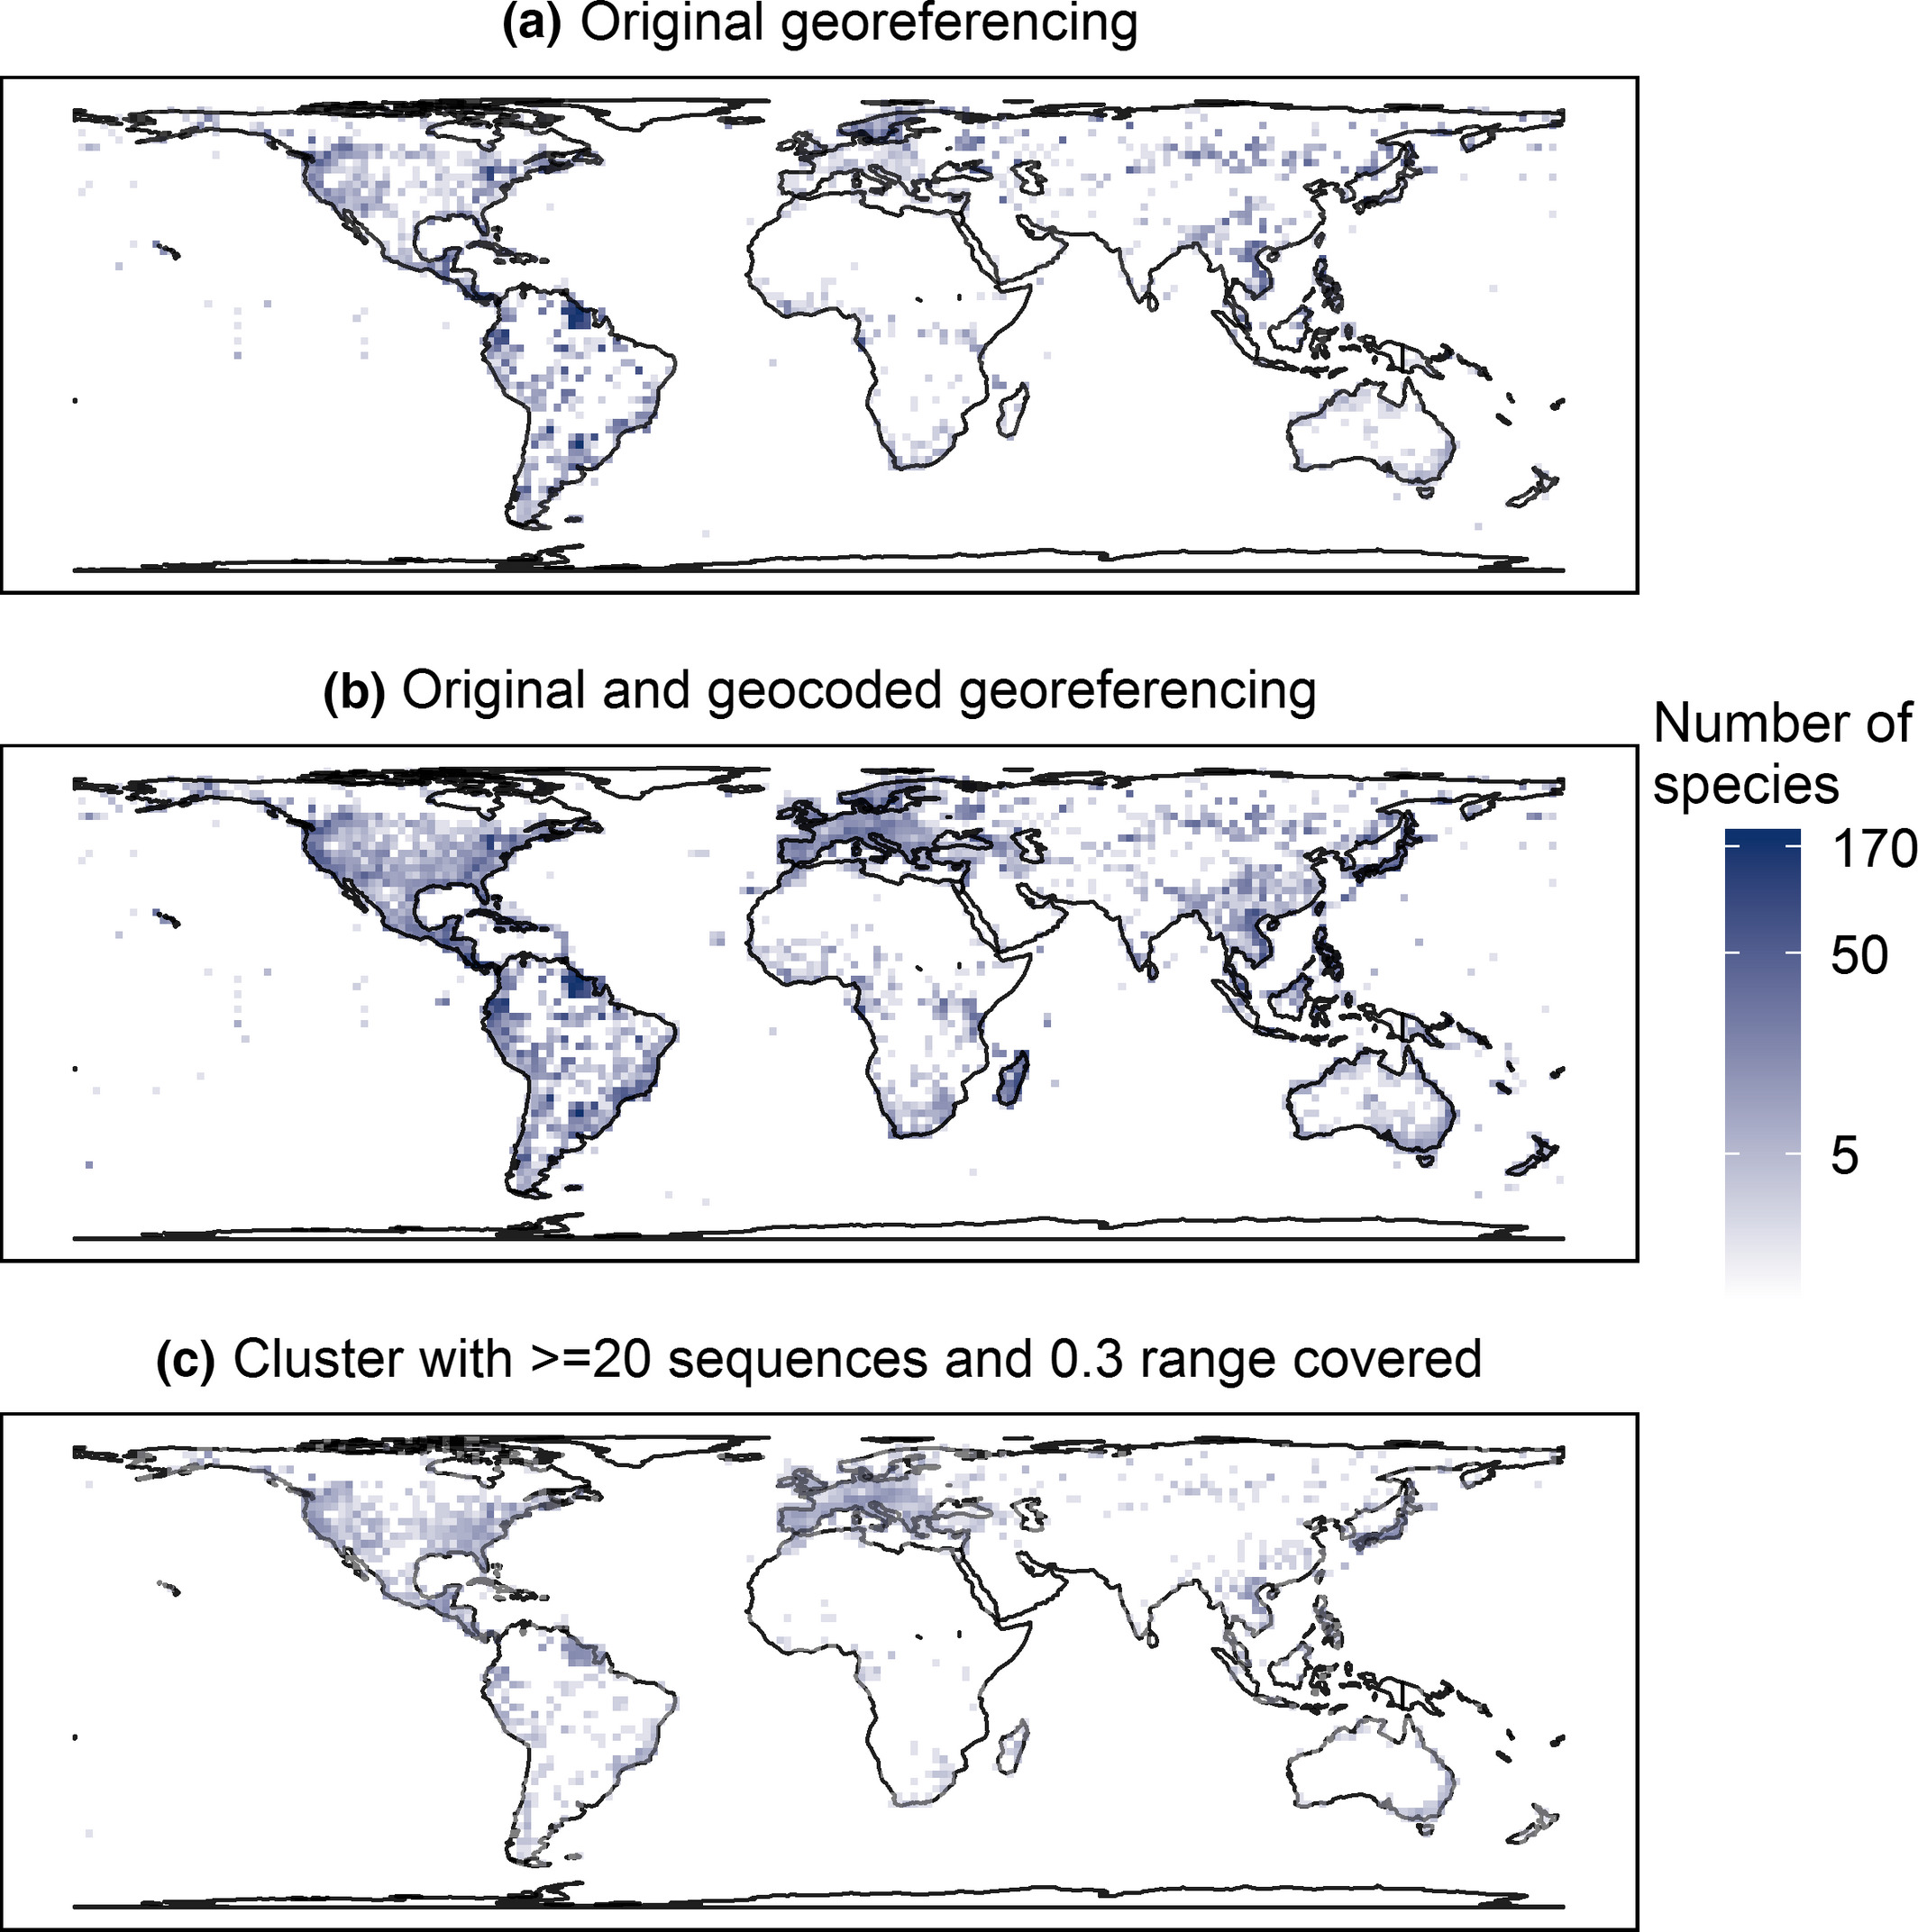 (a) Original georeferencing
(b) Original and geocoded georeferencing
Number of
species
170
50
5
(c) Cluster with >=20 sequences and 0.3 range covered